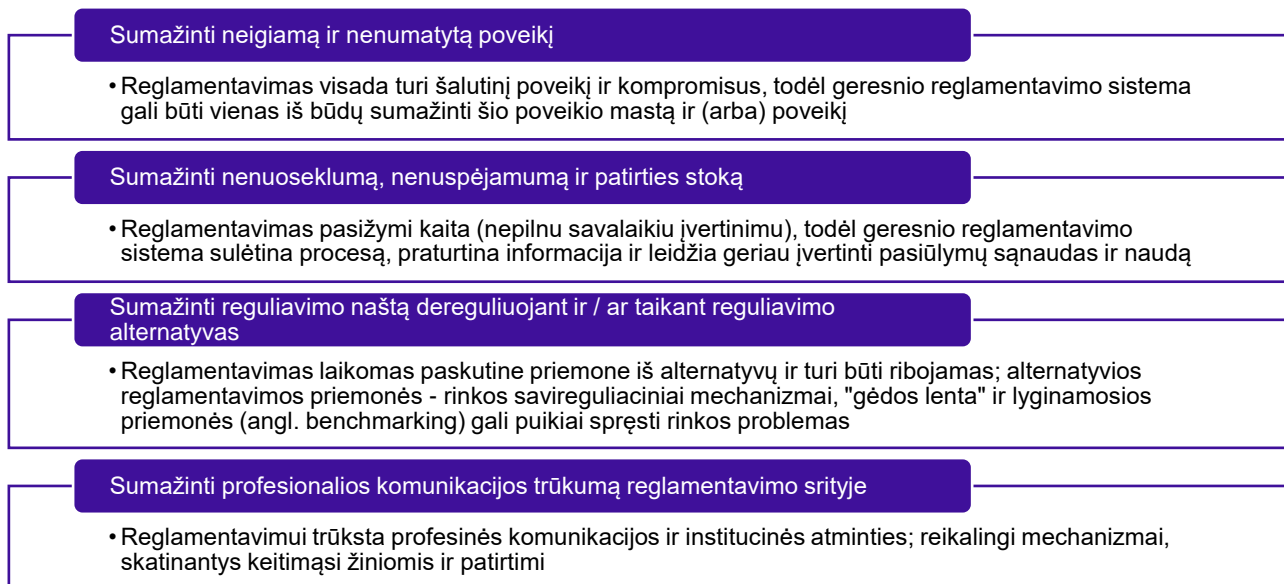 Sumažinti neigiamą ir nenumatytą poveikį
• Reglamentavimas visada turi šalutinį poveikį ir kompromisus, todėl geresnio reglamentavimo sistema
gali būti vienas iš būdų sumažinti šio poveikio mastą ir (arba) poveikį
Sumažinti nenuoseklumą, nenuspėjamumą ir patirties stoką
• Reglamentavimas pasižymi kaita (nepilnu savalaikiu įvertinimu), todėl geresnio reglamentavimo
sistema sulėtina procesą, praturtina informacija ir leidžia geriau įvertinti pasiūlymų sąnaudas ir naudą
Sumažinti reguliavimo naštą dereguliuojant ir / ar taikant reguliavimo
alternatyvas
• Reglamentavimas laikomas paskutine priemone iš alternatyvų ir turi būti ribojamas; alternatyvios
reglamentavimos priemonės - rinkos savireguliaciniai mechanizmai, "gėdos lenta" ir lyginamosios
priemonės (angl. benchmarking) gali puikiai spręsti rinkos problemas
Sumažinti profesionalios komunikacijos trūkumą reglamentavimo srityje
• Reglamentavimui trūksta profesinės komunikacijos ir institucinės atminties; reikalingi mechanizmai,
skatinantys keitimąsi žiniomis ir patirtimi